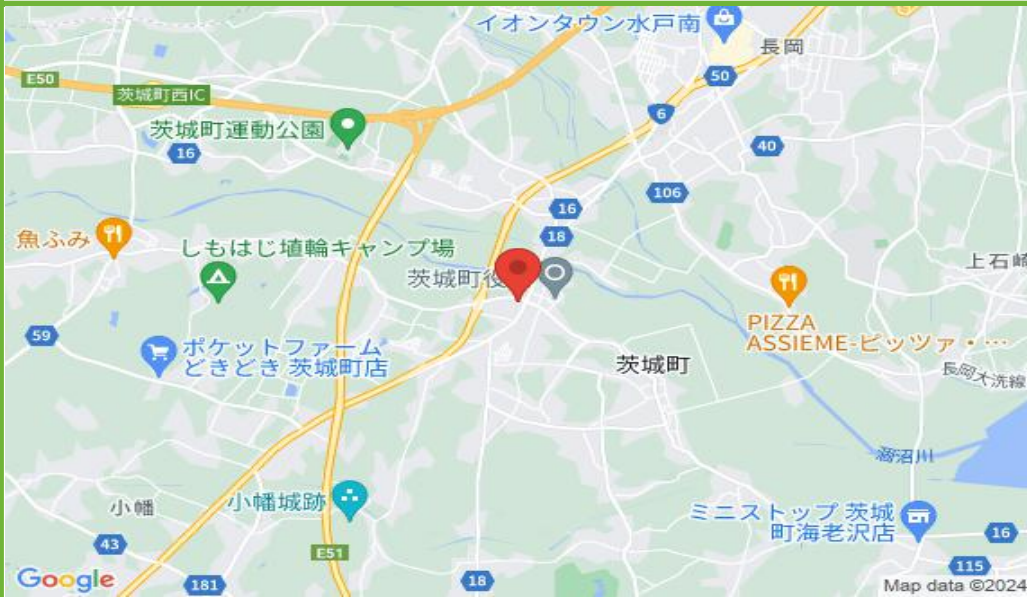 イオンタウン水戸南
長岡
E50
50
茨城町西IC
6
茨城町運動公園
16
40
106
16
魚ふみ
18
しもはじ埴輪キャンプ場
上石崎
茨城町役
59
PIZZA
ASSIEME-ピッツァ・…
ポケットファーム
どきどき 茨城町店
茨城町
長岡大洗線
涸沼川
小幡
小幡城跡
ミニストップ 茨城
町海老沢店
43
E51
16
115
Google
181
18
Map data ©2024